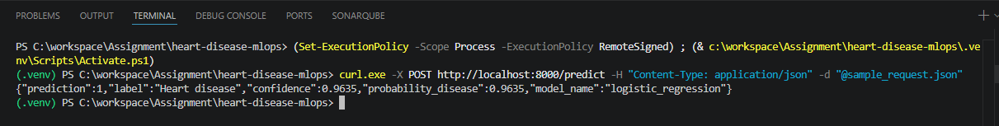 PROBLEMS OUTPUT TERMINAL DEBUG CONSOLE PORTS SONARQUBE
PS C:\workspace\Assignment\heart-disease-mlops> (Set-ExecutionPolicy -Scope Process -ExecutionPolicy RemoteSigned) ; (& c:\workspace\Assignment\heart-disease-mlops\.ve
nv\Scripts\Activate.ps1)
(.venv) PS C:\workspace\Assignment\heart-disease-mlops> curl.exe -X POST http://localhost:8000/predict -H "Content-Type: application/json" -d "@sample_request.json"
{"prediction":1,"label":"Heart disease","confidence":0.9635,"probability_disease":0.9635,"model_name":"logistic_regression"}
(.venv) PS C:\workspace\Assignment\heart-disease-mlops>